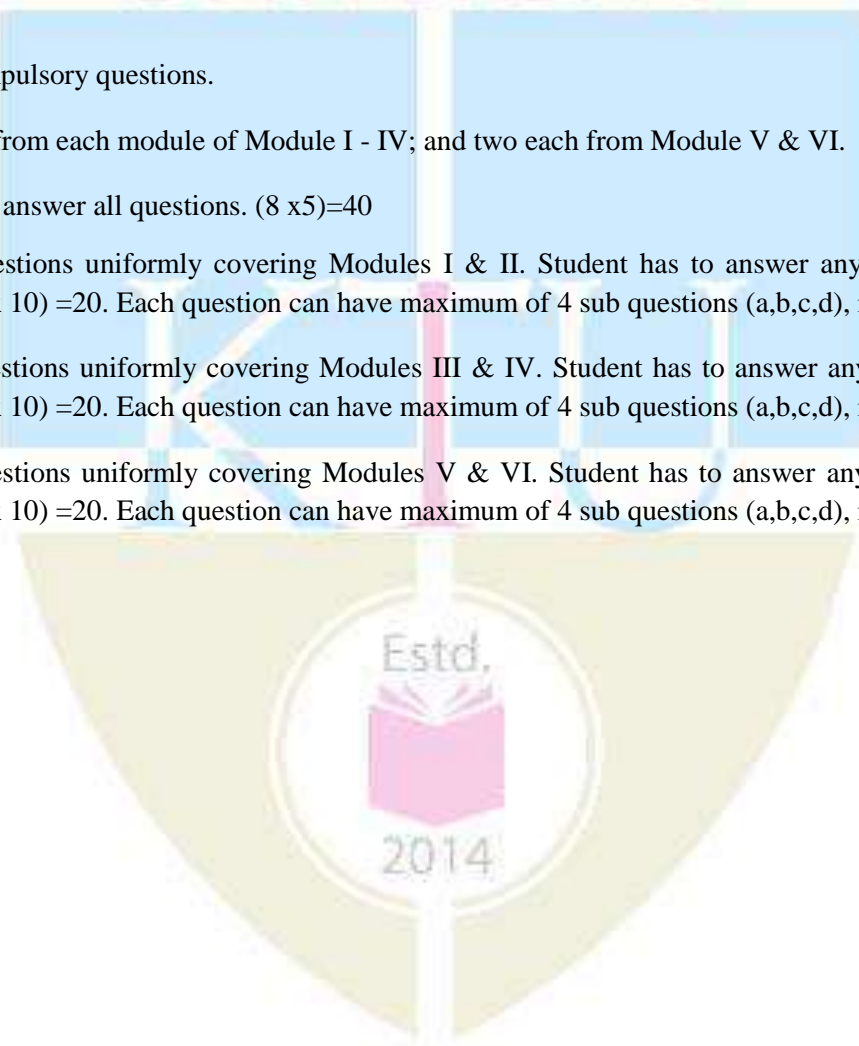 pulsory questions.
from each module of Module I - IV; and two each from Module V & VI.
answer all questions. (8 x5)=40
estions uniformly covering Modules I & II. Student has to answer any
10) =20. Each question can have maximum of 4 sub questions (a,b,c,d),
estions uniformly covering Modules III & IV. Student has to answer any
10) =20. Each question can have maximum of 4 sub questions (a,b,c,d),
estions uniformly covering Modules V & VI. Student has to answer any
10) =20. Each question can have maximum of 4 sub questions (a,b,c,d),
KTU
Estd.
2014